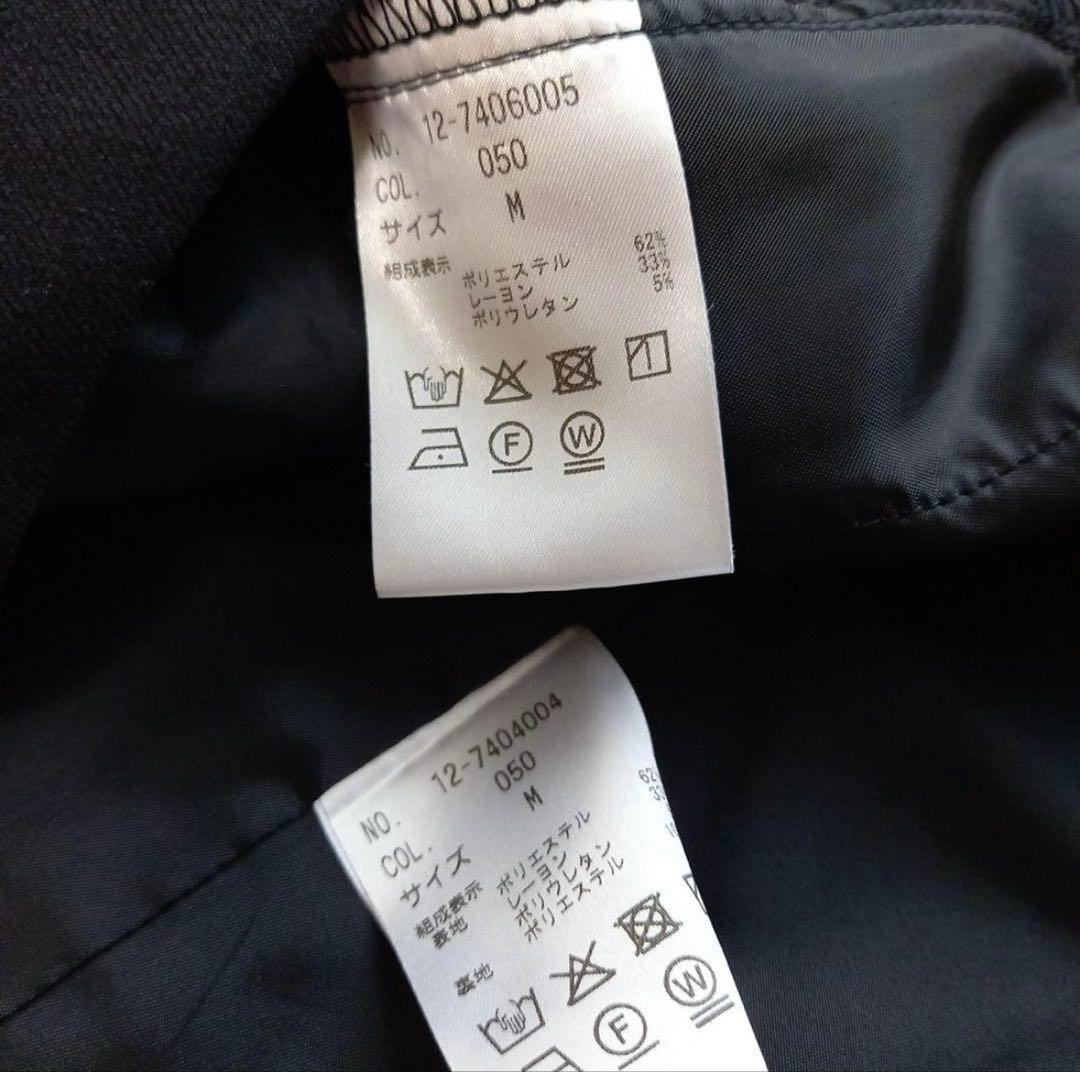 NO. 12-7406005
COL. 050
サイズ M
組成表示
ポリエステル 62%
レーヨン 33%
ポリウレタン 5%
F W
NO. 12-7404004
COL. 050
サイズ M
組成表示
表地 ポリエステル 62
レーヨン
ポリウレタン
裏地 ポリエステル
F W